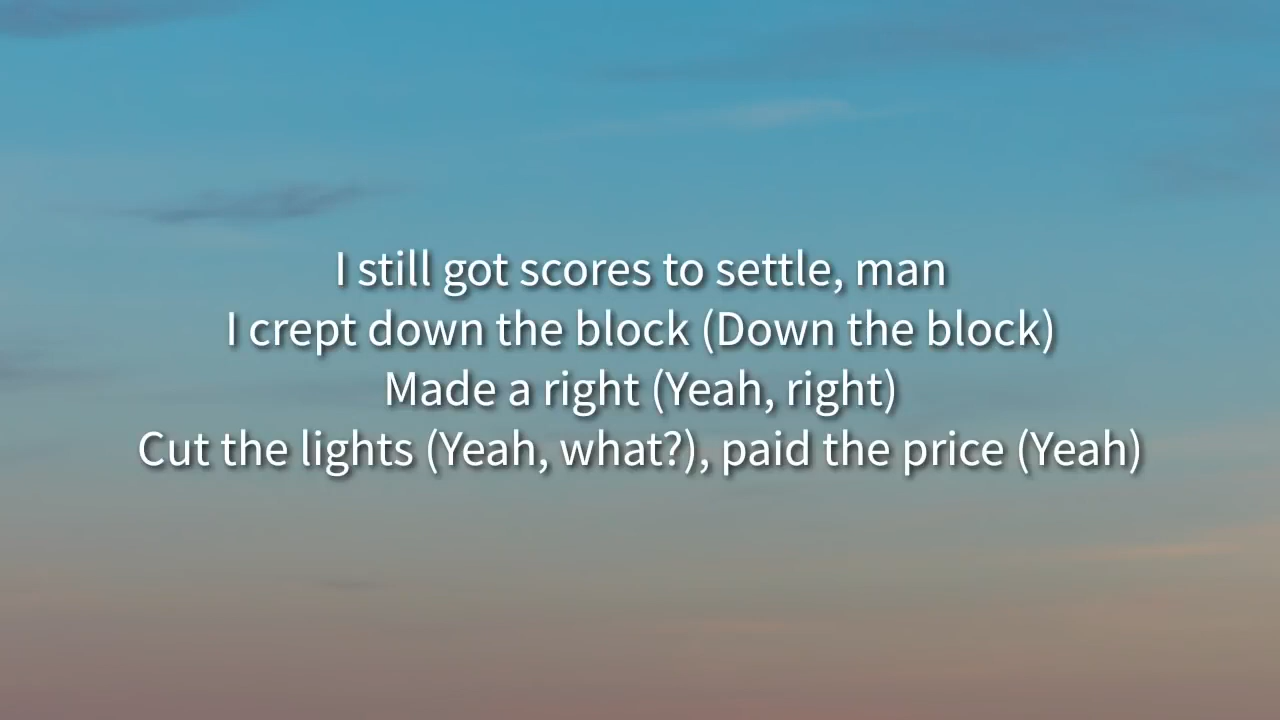 I still got scores to settle, man
I crept down the block (Down the block)
Made a right (Yeah, right)
Cut the lights (Yeah, what?), paid the price (Yeah)